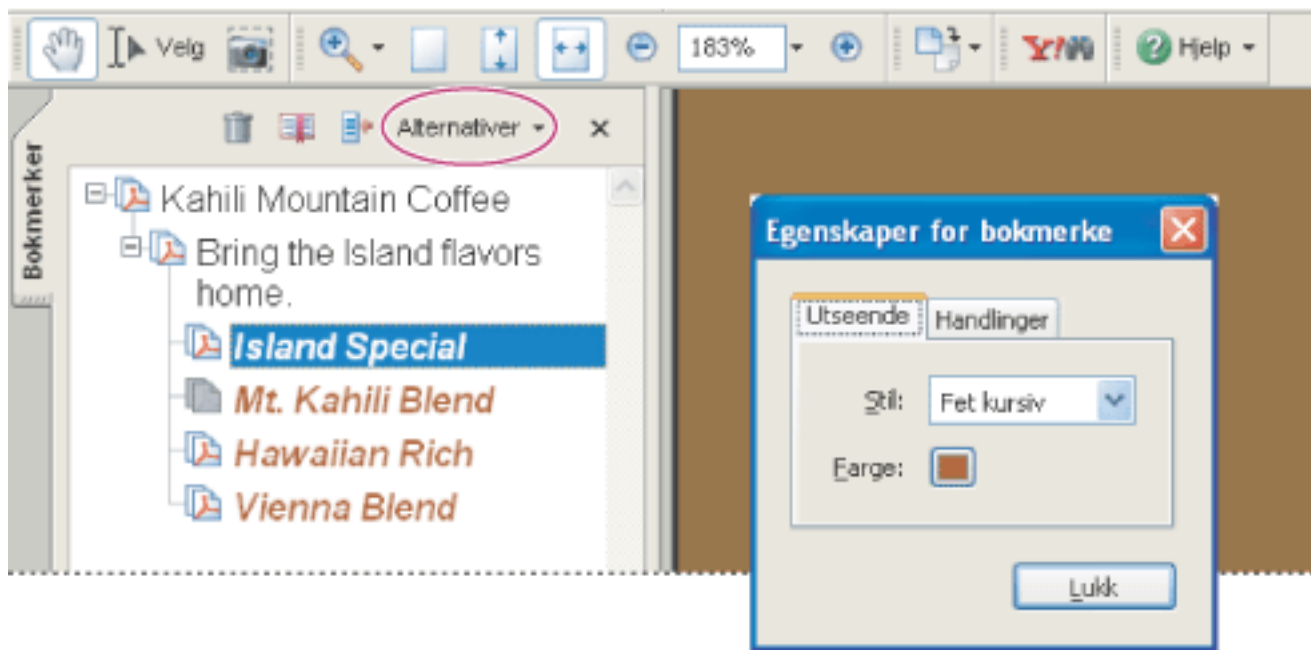 Velg
183%
Y!
Hjelp
Alternativer
Bokmerker
Kahili Mountain Coffee
Bring the Island flavors
home.
Island Special
Mt. Kahili Blend
Hawaiian Rich
Vienna Blend
Egenskaper for bokmerke
Utseende Handlinger
Stil: Fet kursiv
Farge:
Lukk